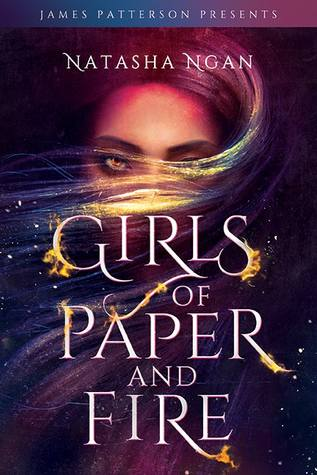 JAMES PATTERSON PRESENTS
NATASHA NGAN
GIRLS
OF
PAPER
AND
FIRE